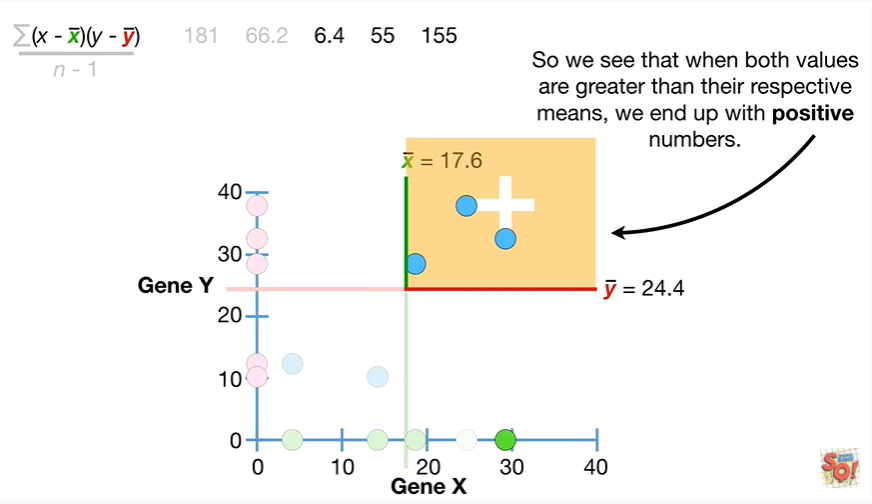 ∑(x - x̄)(y - ȳ) 181 66.2 6.4 55 155
n - 1
So we see that when both values
are greater than their respective
means, we end up with positive
numbers.
x̄ = 17.6
40
30
Gene Y
ȳ = 24.4
20
10
0
0 10 20 30 40
Gene X
SQ!